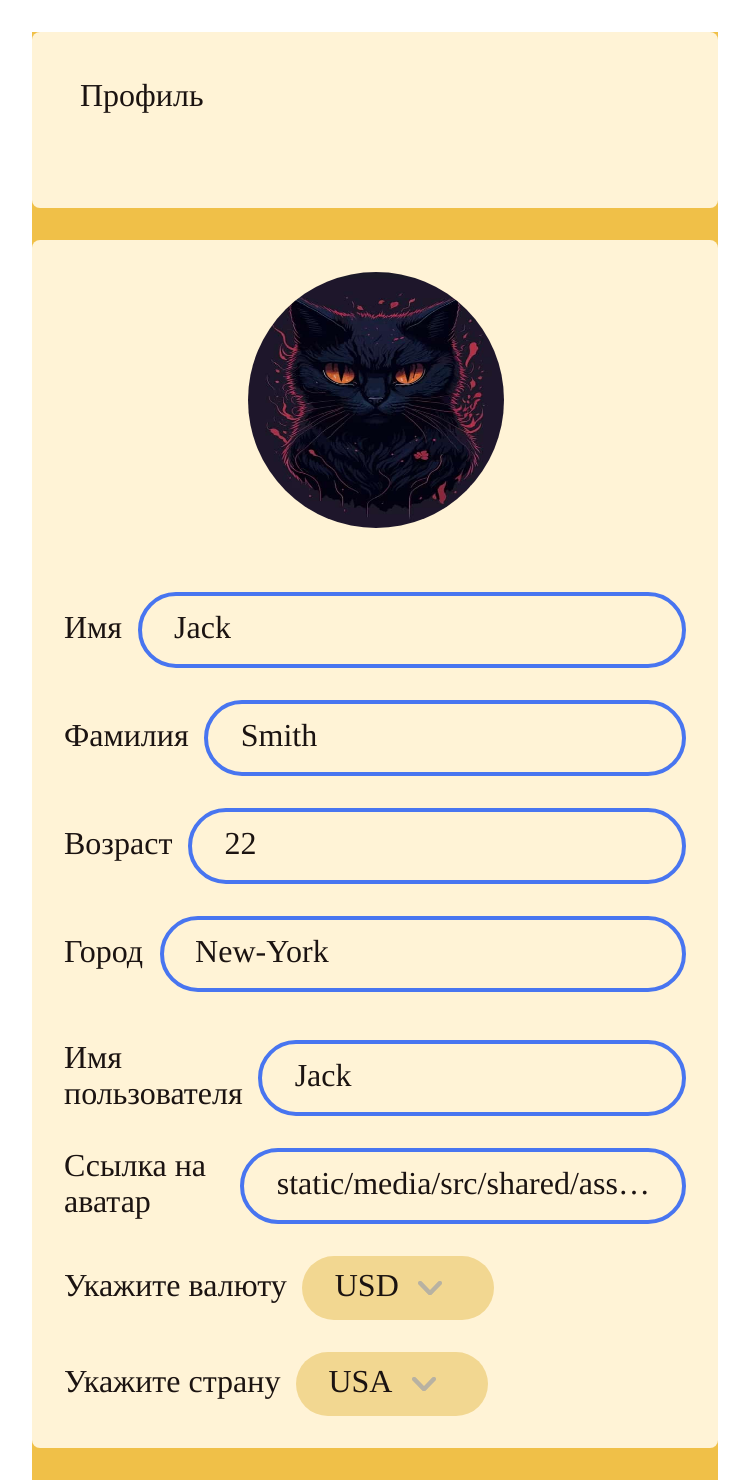 Профиль
Имя Jack
Фамилия Smith
Возраст 22
Город New-York
Имя
пользователя Jack
Ссылка на
аватар static/media/src/shared/ass…
Укажите валюту USD
Укажите страну USA